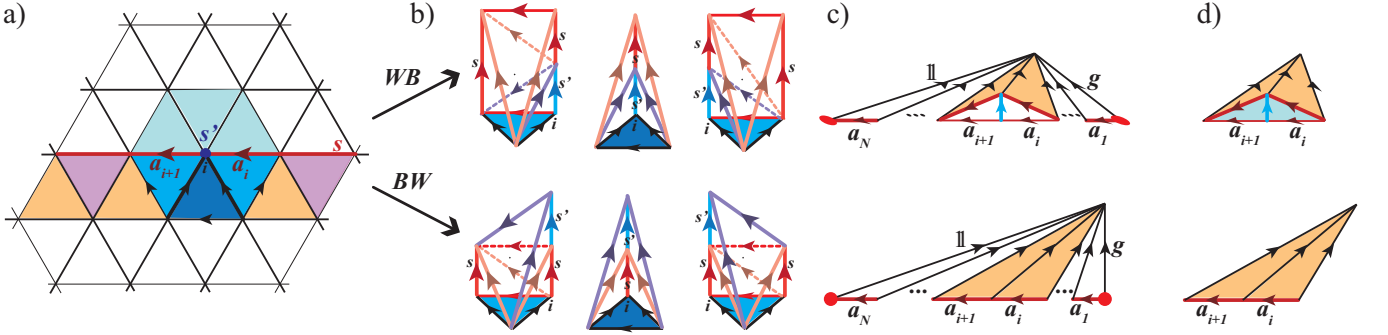 a)
s'
s
a_{i+1}
i
a_i
WB
BW
b)
s
s
s'
i
s
s'
i
s
s'
i
s
s'
s
i
s'
s
i
s'
s
i
c)
𝟙
g
a_N
...
a_{i+1}
a_i
...
a_1
𝟙
g
a_N
...
a_{i+1}
a_i
...
a_1
d)
a_{i+1}
a_i
a_{i+1}
a_i